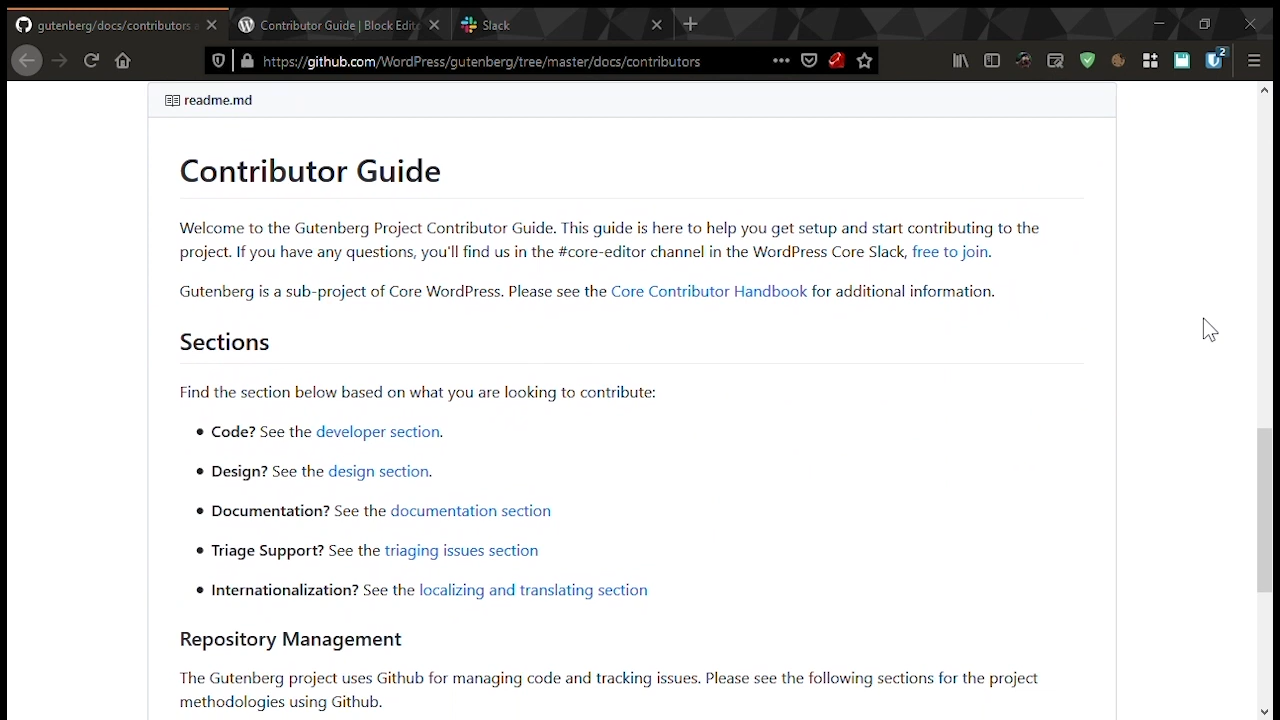 gutenberg/docs/contributors
Contributor Guide | Block Edit
Slack
https://github.com/WordPress/gutenberg/tree/master/docs/contributors
2
readme.md
Contributor Guide
Welcome to the Gutenberg Project Contributor Guide. This guide is here to help you get setup and start contributing to the
project. If you have any questions, you'll find us in the #core-editor channel in the WordPress Core Slack, free to join.
Gutenberg is a sub-project of Core WordPress. Please see the Core Contributor Handbook for additional information.
Sections
Find the section below based on what you are looking to contribute:
• Code? See the developer section.
• Design? See the design section.
• Documentation? See the documentation section
• Triage Support? See the triaging issues section
• Internationalization? See the localizing and translating section
Repository Management
The Gutenberg project uses Github for managing code and tracking issues. Please see the following sections for the project
methodologies using Github.